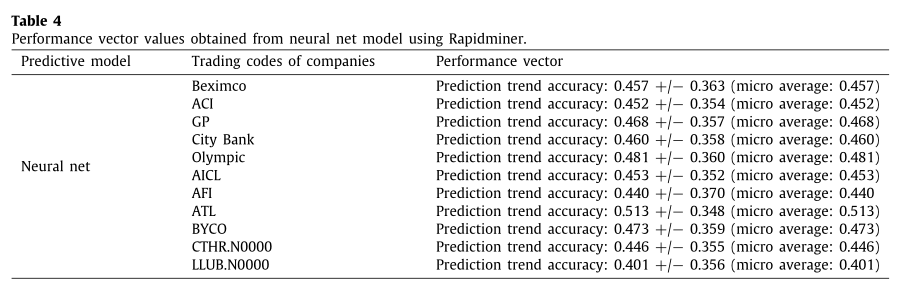 Table 4
Performance vector values obtained from neural net model using Rapidminer.
Predictive model Trading codes of companies Performance vector
Beximco Prediction trend accuracy: 0.457 +/− 0.363 (micro average: 0.457)
ACI Prediction trend accuracy: 0.452 +/− 0.354 (micro average: 0.452)
GP Prediction trend accuracy: 0.468 +/− 0.357 (micro average: 0.468)
City Bank Prediction trend accuracy: 0.460 +/− 0.358 (micro average: 0.460)
Olympic Prediction trend accuracy: 0.481 +/− 0.360 (micro average: 0.481)
Neural net AICL Prediction trend accuracy: 0.453 +/− 0.352 (micro average: 0.453)
AFI Prediction trend accuracy: 0.440 +/− 0.370 (micro average: 0.440
ATL Prediction trend accuracy: 0.513 +/− 0.348 (micro average: 0.513)
BYCO Prediction trend accuracy: 0.473 +/− 0.359 (micro average: 0.473)
CTHR.N0000 Prediction trend accuracy: 0.446 +/− 0.355 (micro average: 0.446)
LLUB.N0000 Prediction trend accuracy: 0.401 +/− 0.356 (micro average: 0.401)